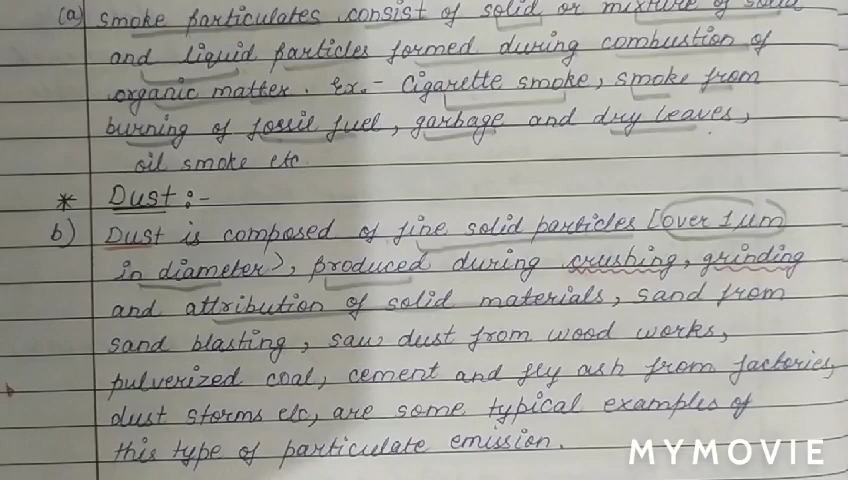 (a) smoke particulates consist of solid or mixture of solid
and liquid particles formed during combustion of
organic matter. Ex.- Cigarette smoke, smoke from
burning of fossil fuel, garbage and dry leaves,
oil smoke etc
* Dust :-
b) Dust is composed of fine solid particles [over 1 µm
in diameter), produced during crushing, grinding
and attribution of solid materials, sand from
sand blasting, saw dust from wood works,
pulverized coal, cement and fly ash from factories,
dust storms etc, are some typical examples of
this type of particulate emission.
MYMOVIE